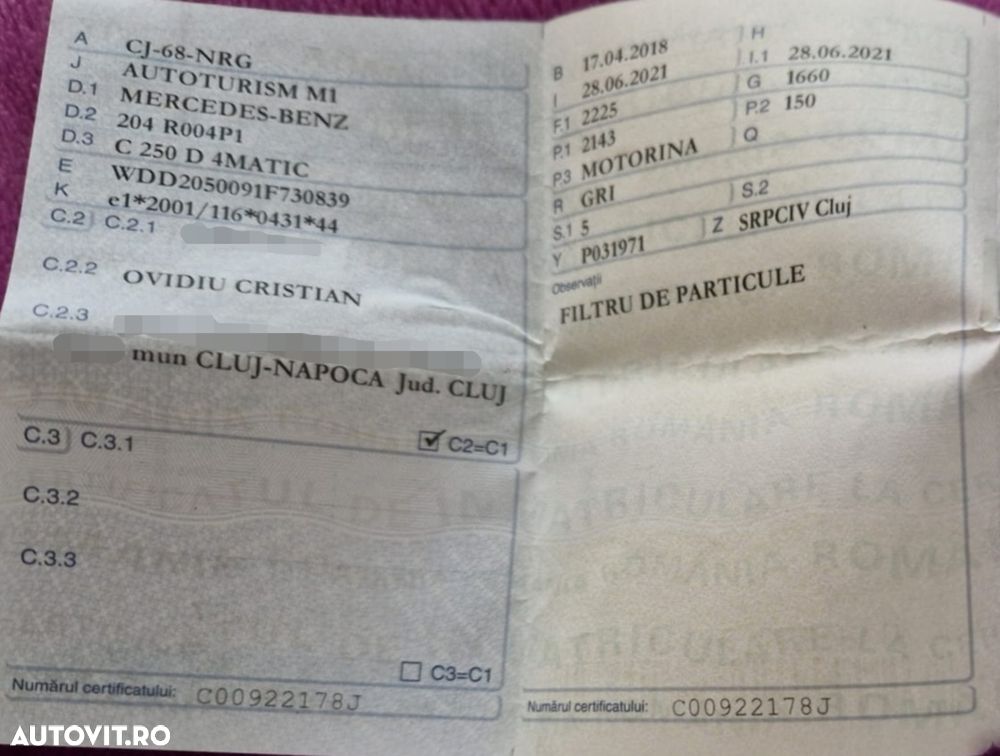 A CJ-68-NRG
J AUTOTURISM M1
D.1 MERCEDES-BENZ
D.2 204 R004P1
D.3 C 250 D 4MATIC
E WDD2050091F730839
K e1*2001/116*0431*44
C.2 C.2.1
C.2.2 OVIDIU CRISTIAN
C.2.3
mun CLUJ-NAPOCA Jud. CLUJ
C.3 C.3.1 C2=C1
C.3.2
C.3.3
C3=C1
Numărul certificatului: C00922178J
B 17.04.2018 H
I 28.06.2021 I.1 28.06.2021
F.1 2225 G 1660
P.1 2143 P.2 150
P.3 MOTORINA Q
R GRI
S.1 5 S.2
Y P031971 Z SRPCIV Cluj
Observații
FILTRU DE PARTICULE
Numărul certificatului: C00922178J
AUTOVIT.RO